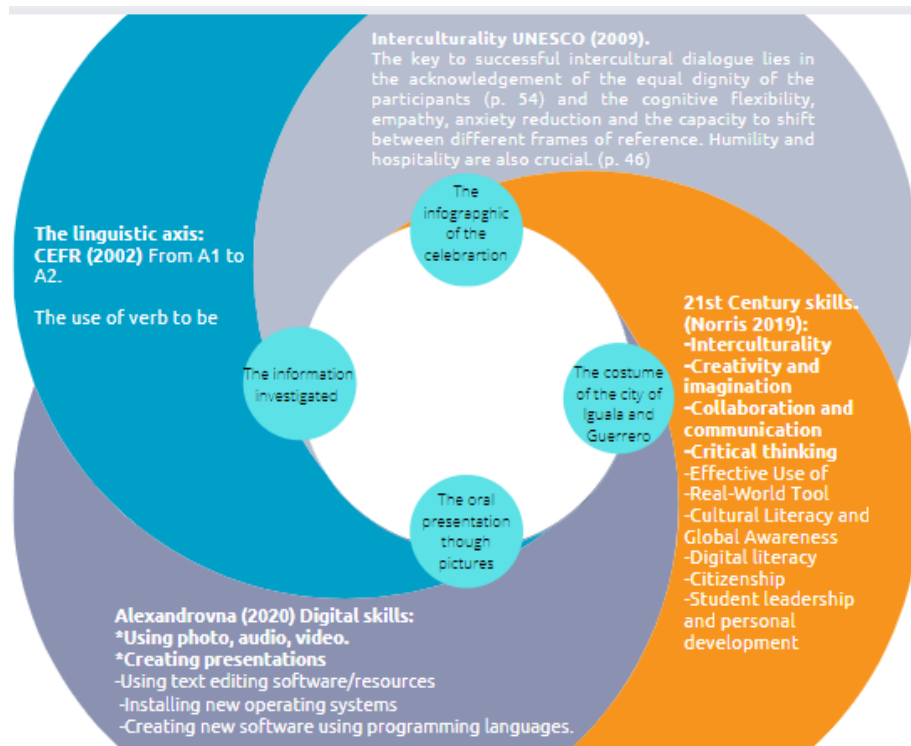 Interculturality UNESCO (2009).
The key to successful intercultural dialogue lies in
the acknowledgement of the equal dignity of the
participants (p. 54) and the cognitive flexibility,
empathy, anxiety reduction and the capacity to shift
between different frames of reference. Humility and
hospitality are also crucial. (p. 46)
The
infograpghic
of the
celebrartion
The linguistic axis:
CEFR (2002) From A1 to
A2.
The use of verb to be
The information
investigated
The costume
of the city of
Iguala and
Guerrero
21st Century skills.
(Norris 2019):
-Interculturality
-Creativity and
imagination
-Collaboration and
communication
-Critical thinking
-Effective Use of
-Real-World Tool
-Cultural Literacy and
Global Awareness
-Digital literacy
-Citizenship
-Student leadership
and personal
development
The oral
presentation
though
pictures
Alexandrovna (2020) Digital skills:
*Using photo, audio, video.
*Creating presentations
-Using text editing software/resources
-Installing new operating systems
-Creating new software using programming languages.